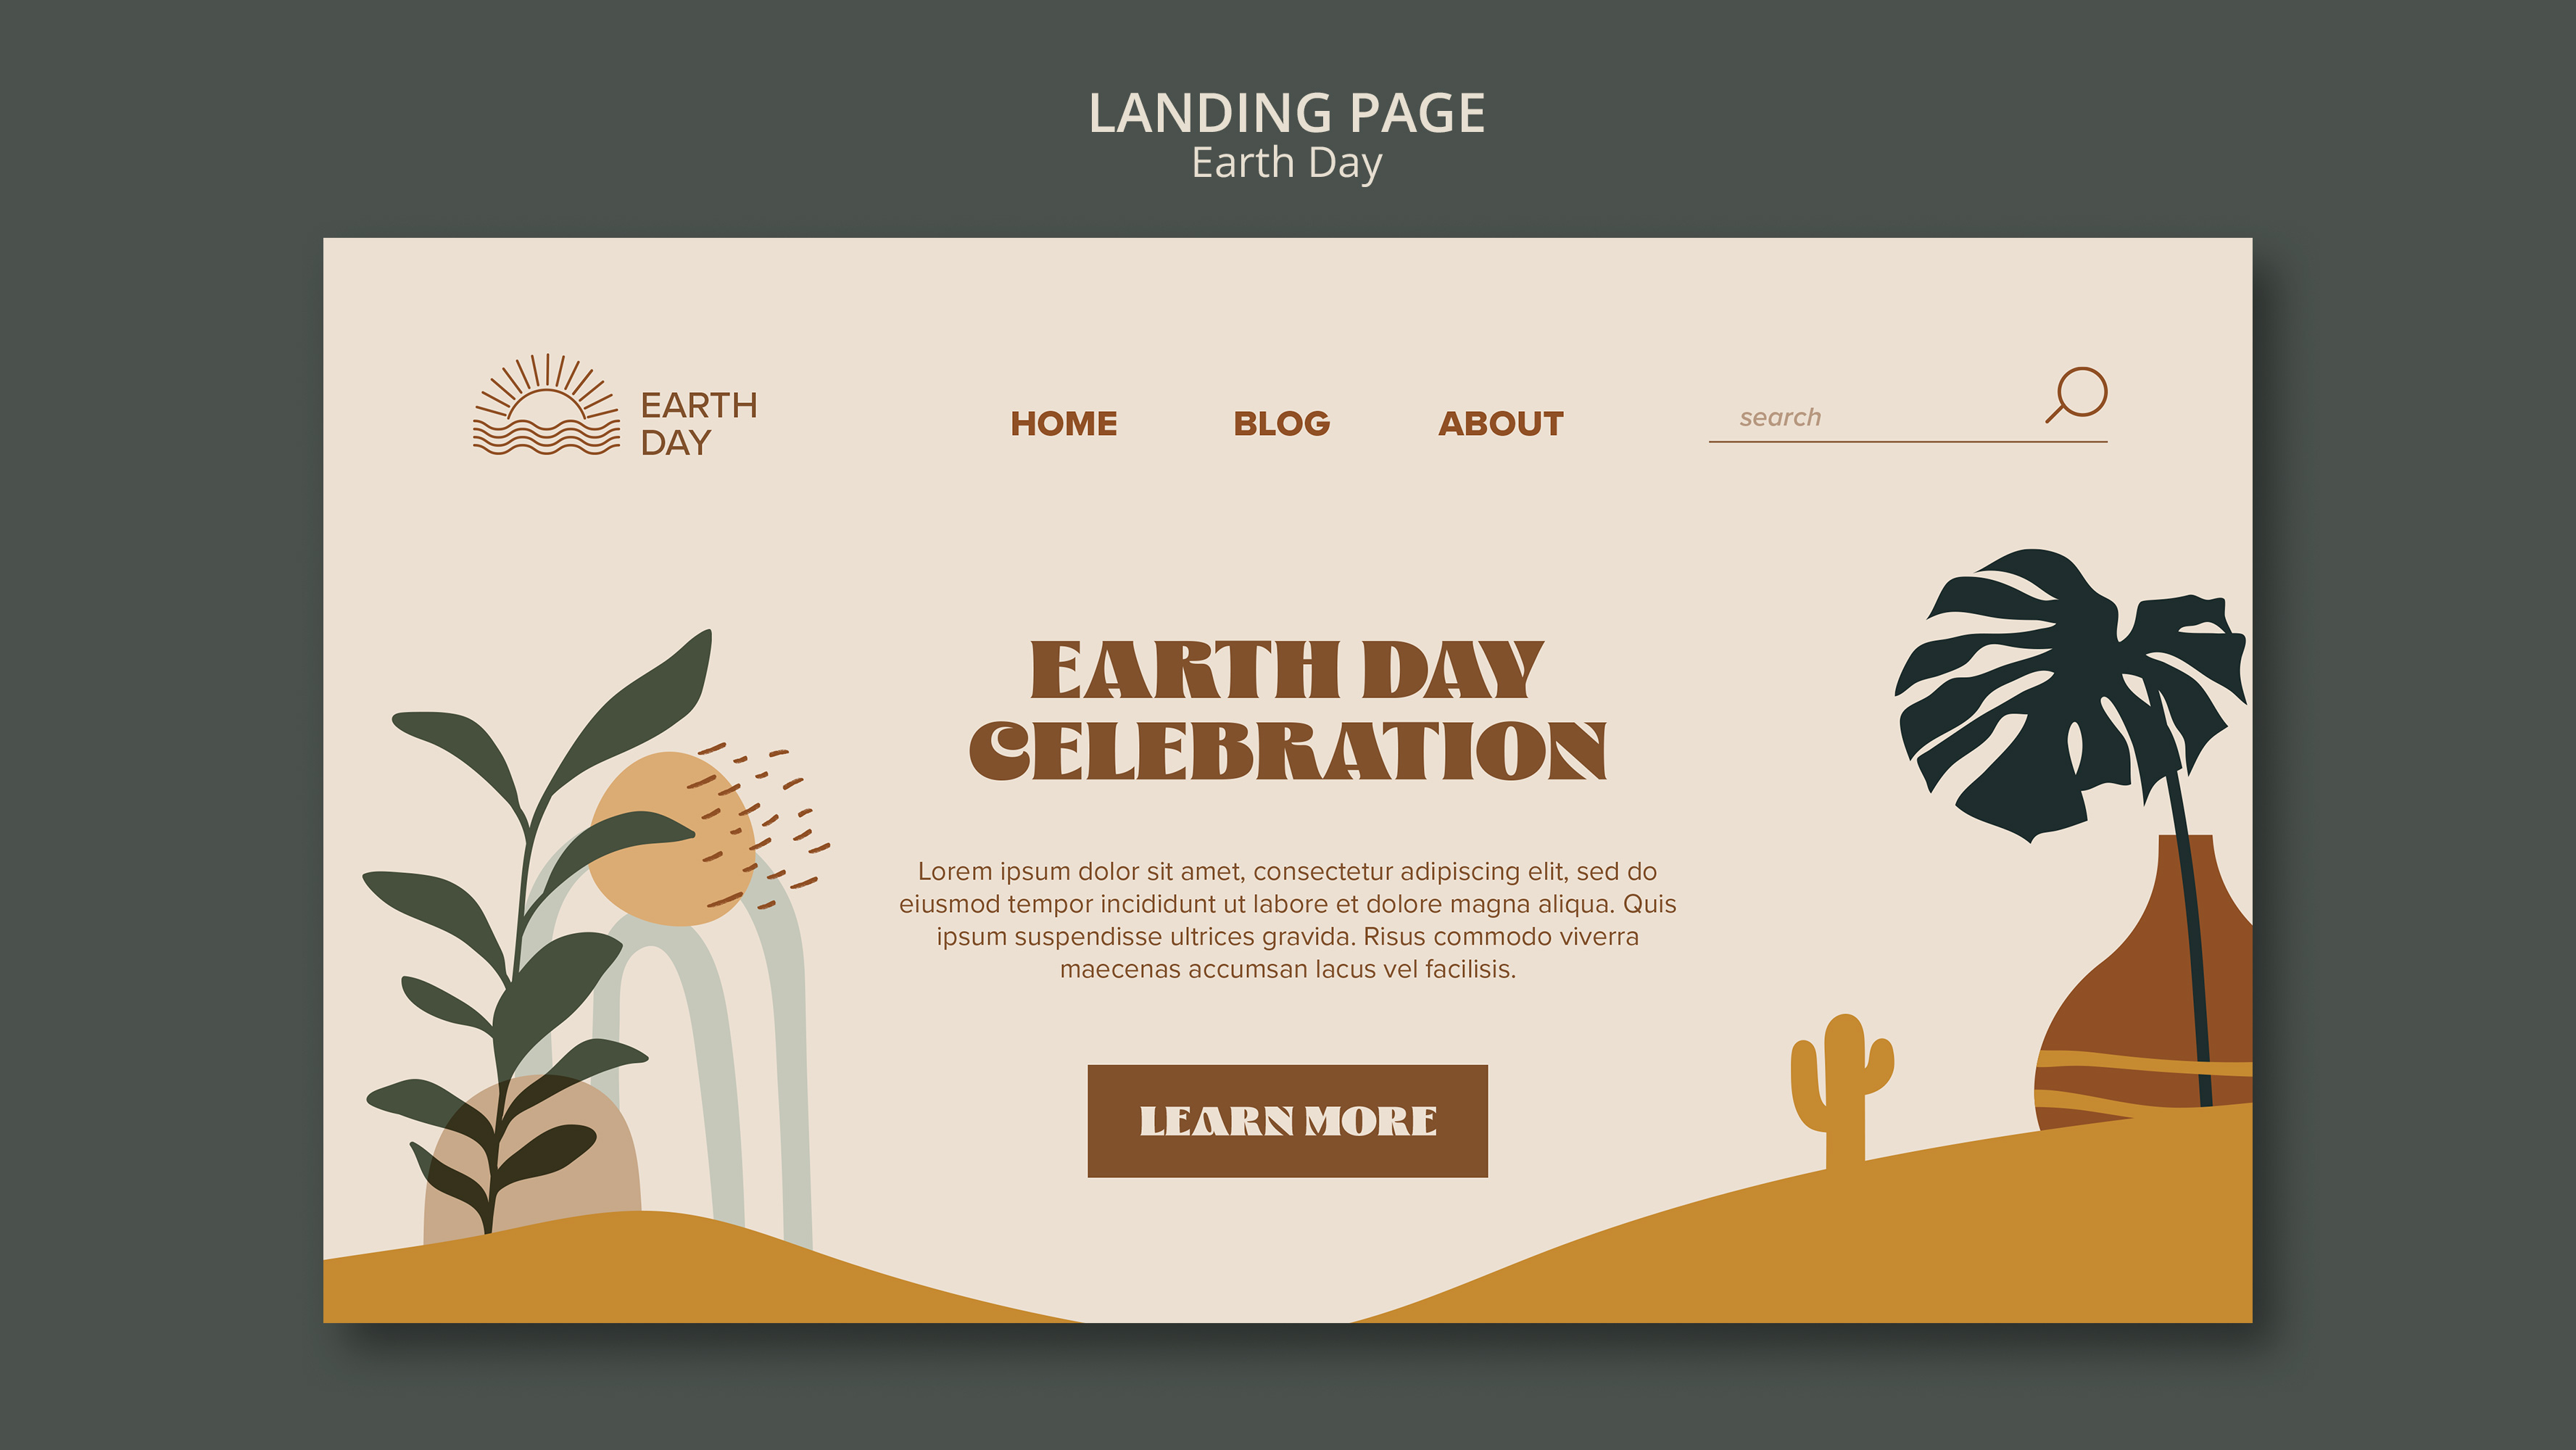 LANDING PAGE
Earth Day
EARTH
DAY
HOME
BLOG
ABOUT
search
EARTH DAY
CELEBRATION
Lorem ipsum dolor sit amet, consectetur adipiscing elit, sed do
eiusmod tempor incididunt ut labore et dolore magna aliqua. Quis
ipsum suspendisse ultrices gravida. Risus commodo viverra
maecenas accumsan lacus vel facilisis.
LEARN MORE